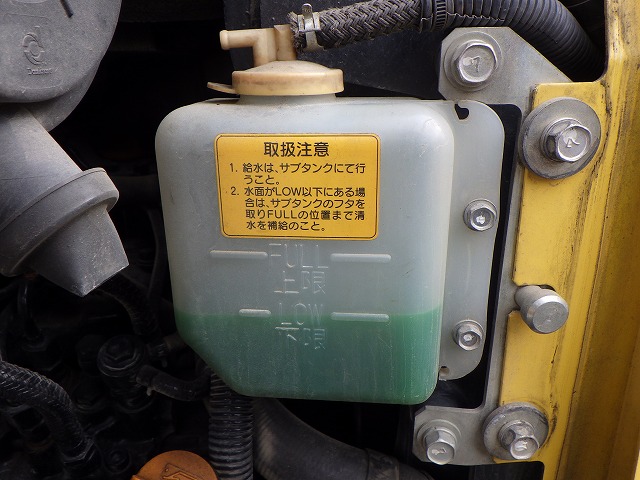 取扱注意
1. 給水は、サブタンクにて行
うこと。
2. 水面がLOW以下にある場
合は、サブタンクのフタを
取りFULLの位置まで清
水を補給のこと。
FULL
上限
LOW
下限
7
2